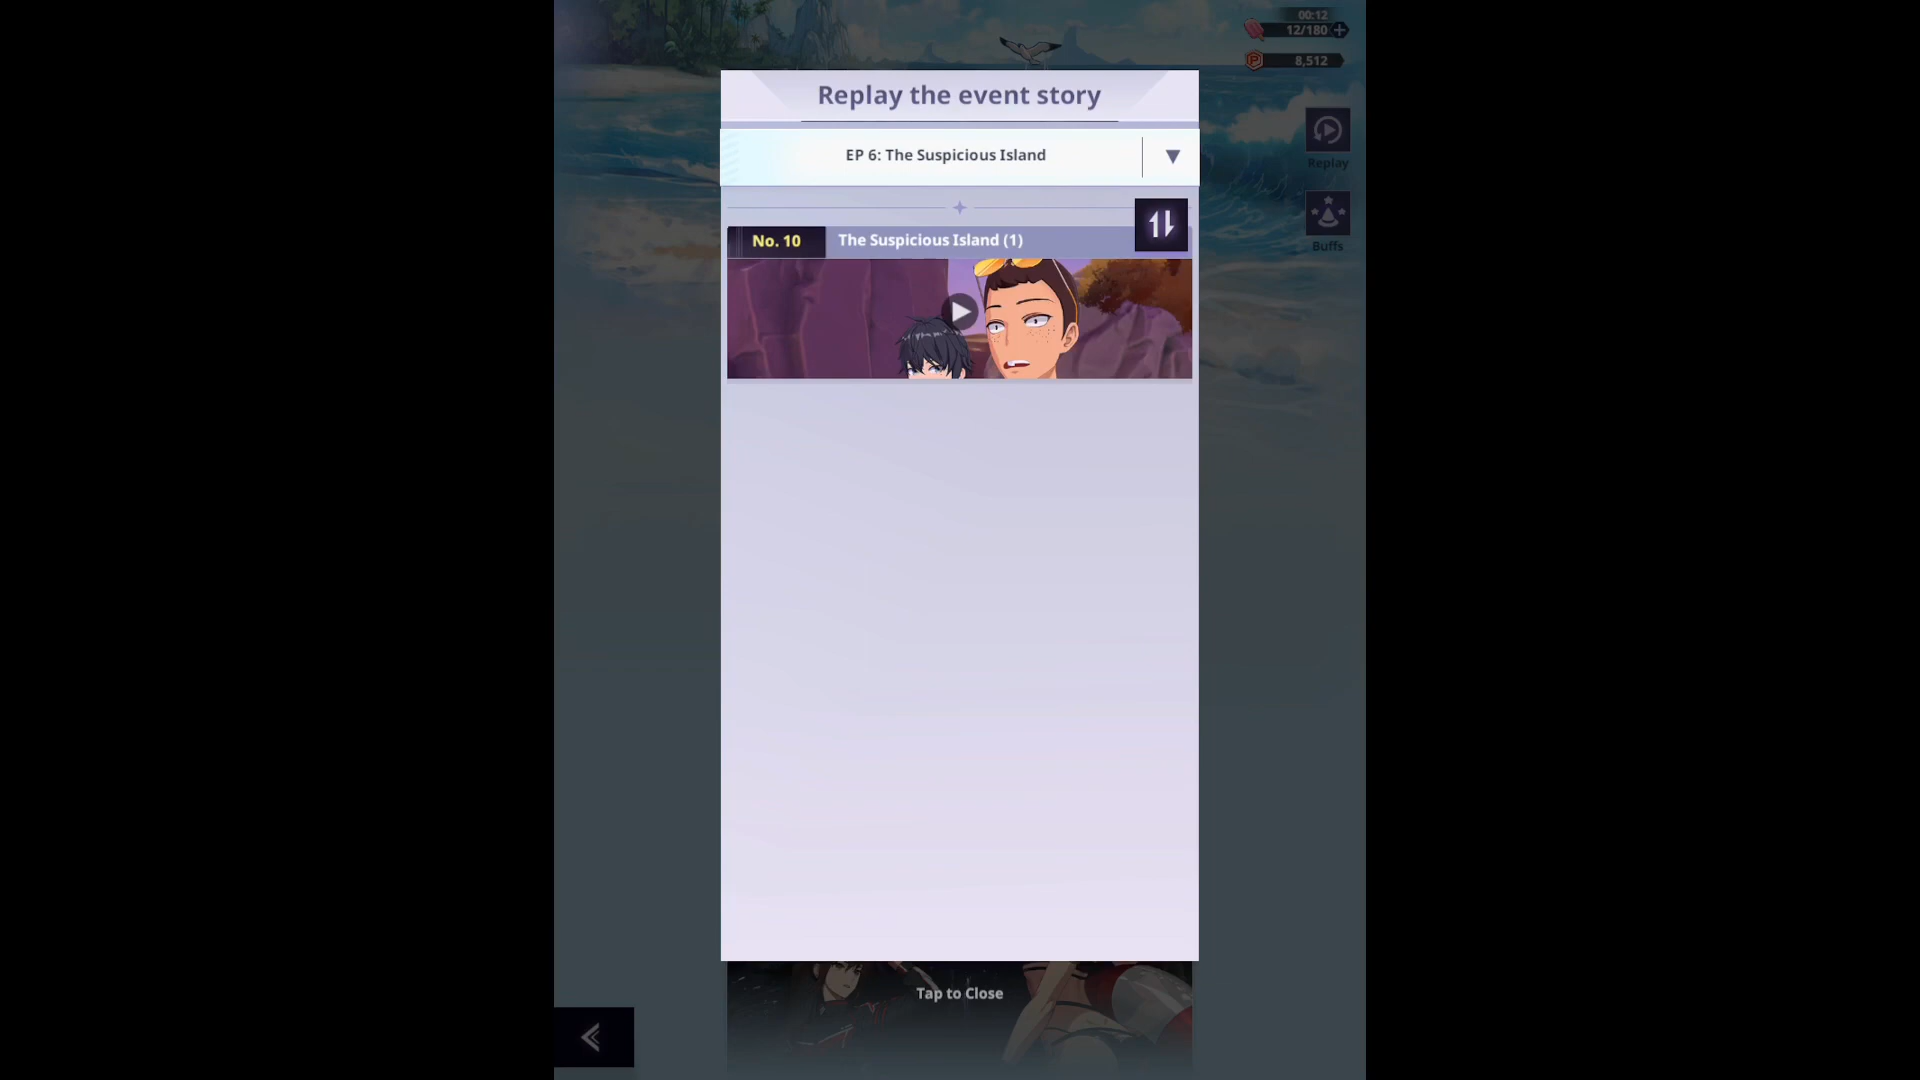 00:12
12/180
8,512
Replay the event story
EP 6: The Suspicious Island
Replay
No. 10
The Suspicious Island (1)
Buffs
Tap to Close